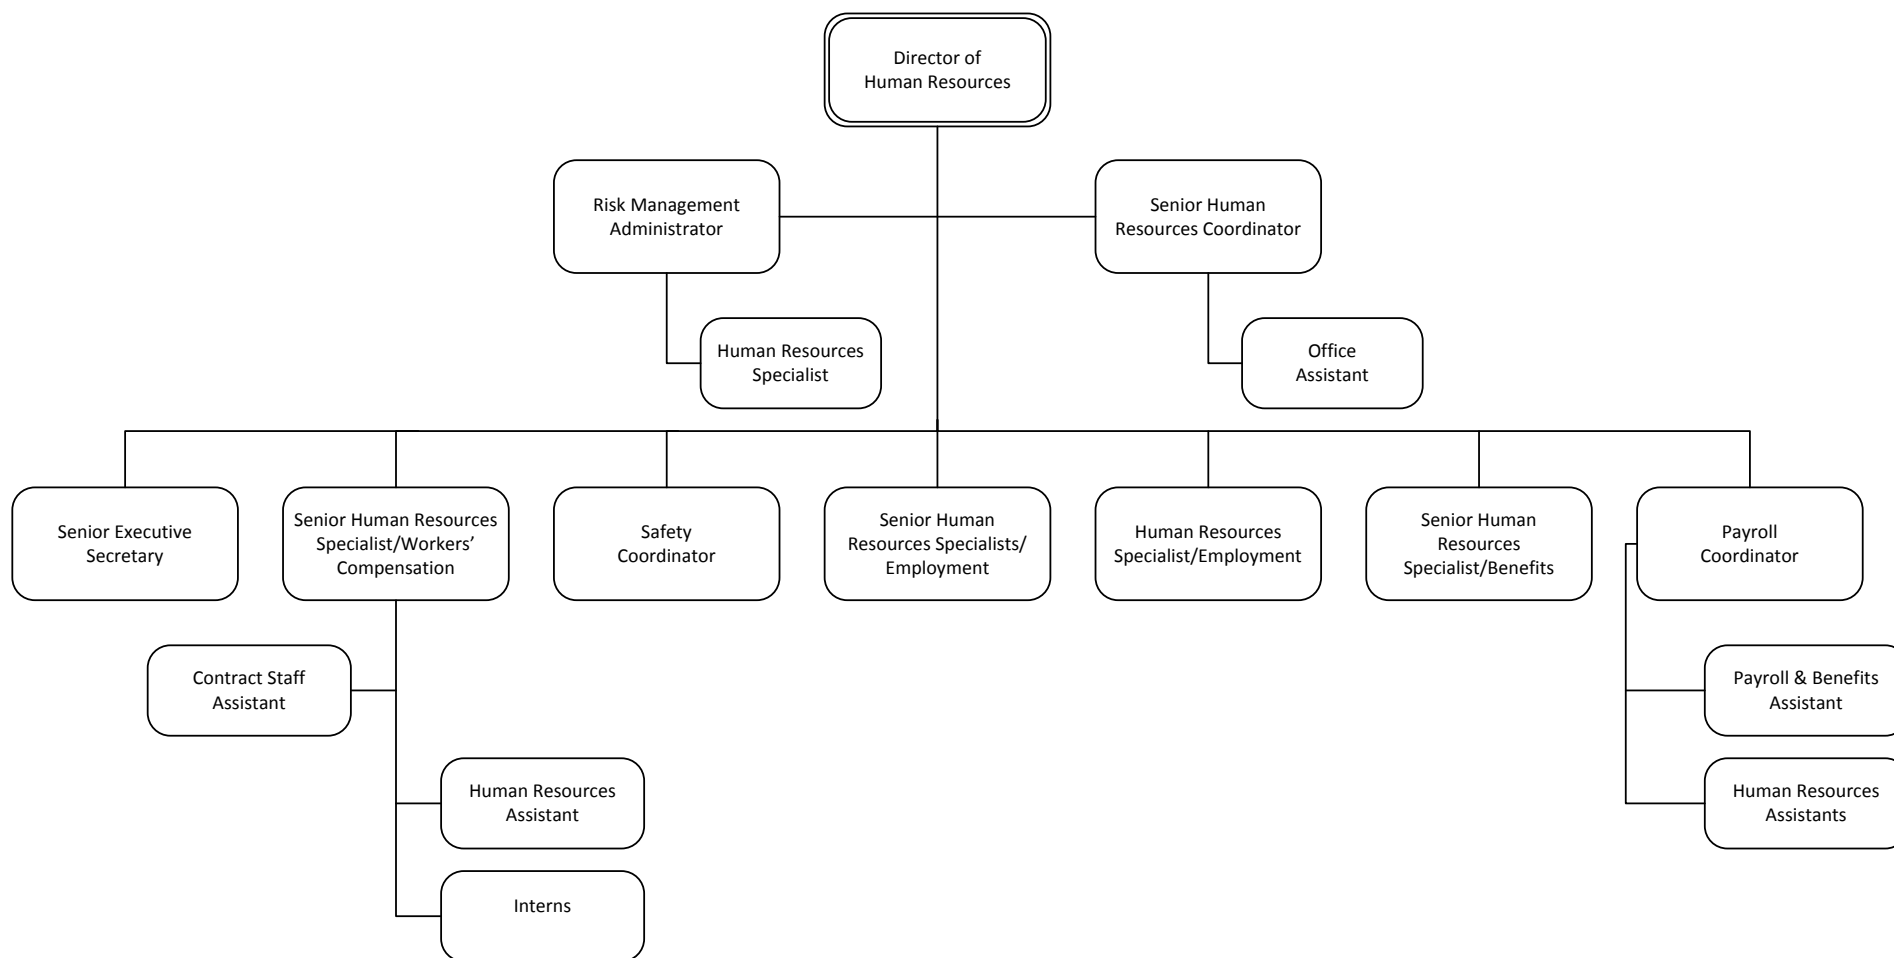 Director of
Human Resources
Risk Management
Administrator
Senior Human
Resources Coordinator
Human Resources
Specialist
Office
Assistant
Senior Executive
Secretary
Senior Human Resources
Specialist/Workers’
Compensation
Safety
Coordinator
Senior Human
Resources Specialists/
Employment
Human Resources
Specialist/Employment
Senior Human
Resources
Specialist/Benefits
Payroll
Coordinator
Contract Staff
Assistant
Payroll & Benefits
Assistant
Human Resources
Assistant
Human Resources
Assistants
Interns